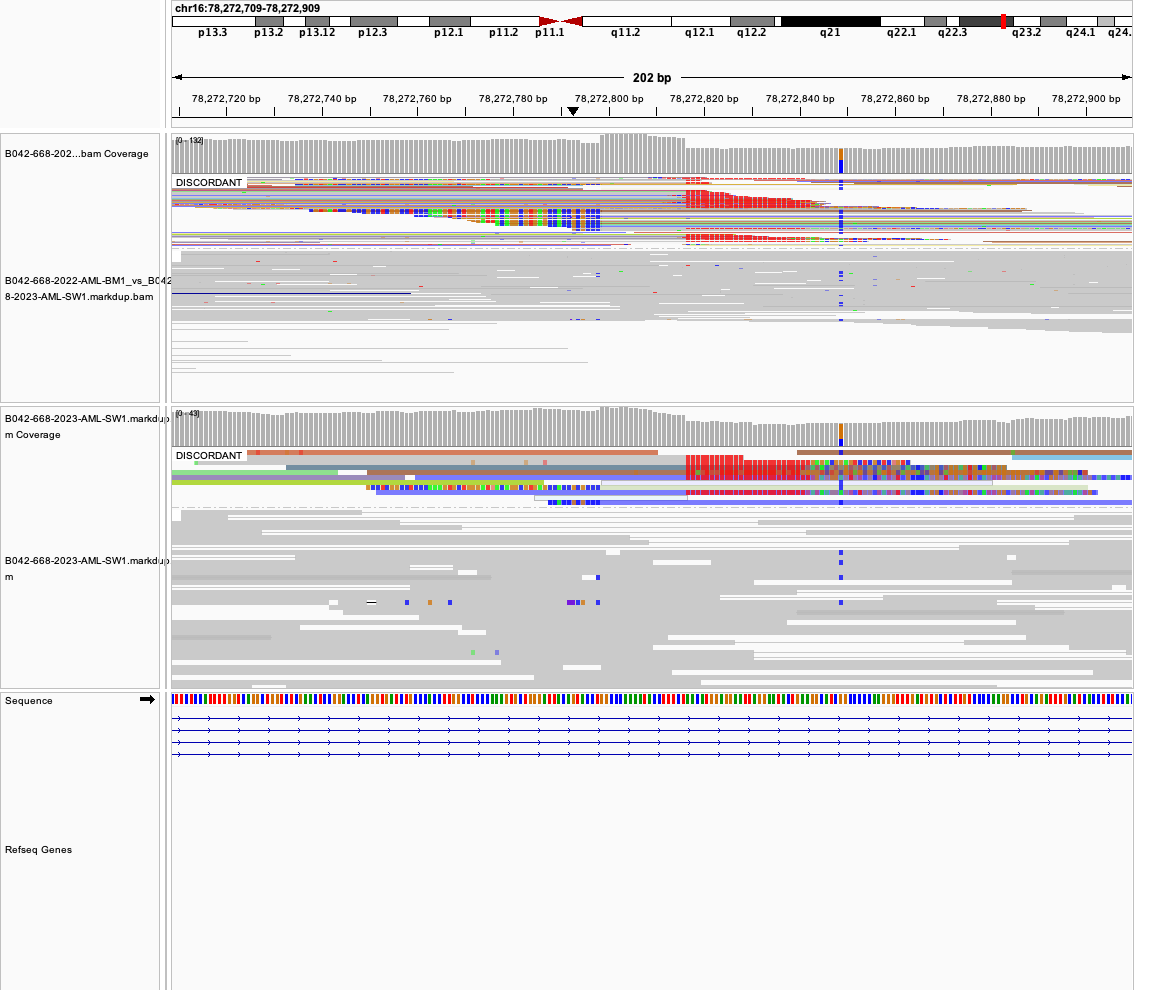 chr16:78,272,709-78,272,909
p13.3 p13.2 p13.12 p12.3 p12.1 p11.2 p11.1 q11.2 q12.1 q12.2 q21 q22.1 q22.3 q23.2 q24.1 q24.
202 bp
78,272,720 bp 78,272,740 bp 78,272,760 bp 78,272,780 bp 78,272,800 bp 78,272,820 bp 78,272,840 bp 78,272,860 bp 78,272,880 bp 78,272,900 bp
[0 - 132]
B042-668-202...bam Coverage
DISCORDANT
B042-668-2022-AML-BM1_vs_B042
8-2023-AML-SW1.markdup.bam
[0 - 43]
B042-668-2023-AML-SW1.markdup
m Coverage
DISCORDANT
B042-668-2023-AML-SW1.markdup
m
Sequence
Refseq Genes